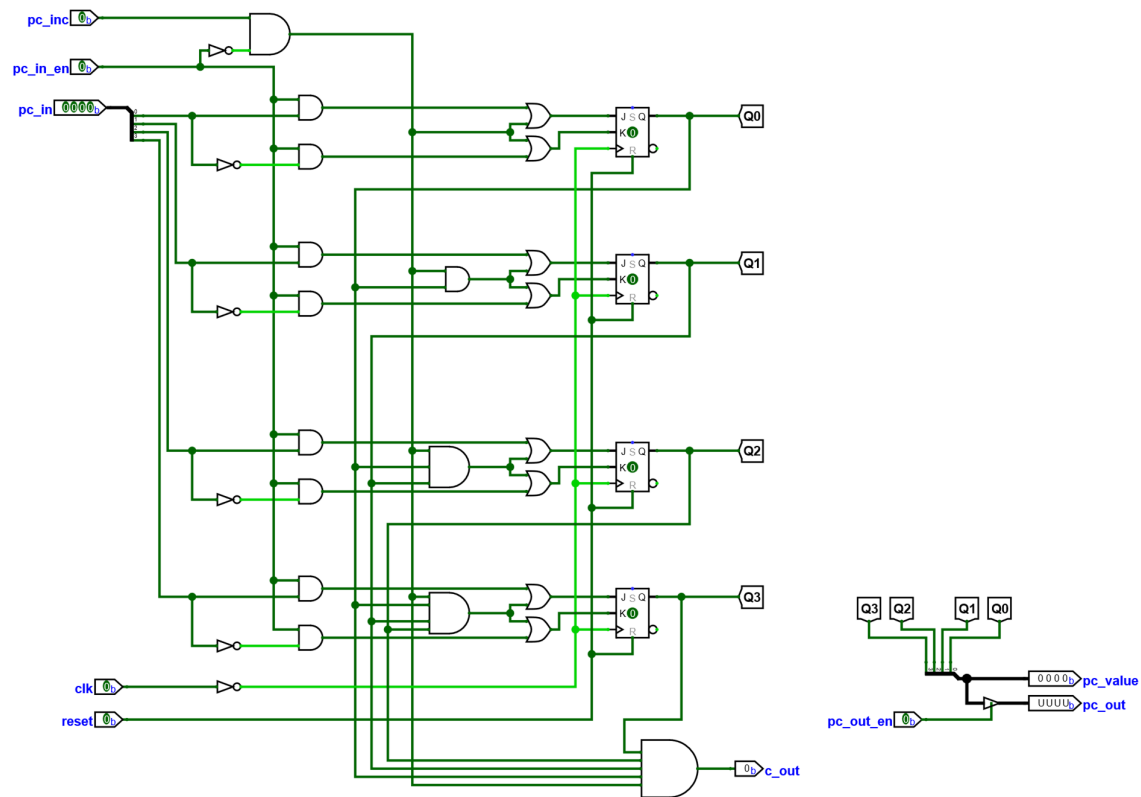 pc_inc 0b
pc_in_en 0b
pc_in 0000b
J S Q
K 0
R
Q0
J S Q
K 0
R
Q1
J S Q
K 0
R
Q2
J S Q
K 0
R
Q3
Q3 Q2 Q1 Q0
clk 0b
0000b pc_value
UUUUb pc_out
reset 0b
pc_out_en 0b
0b c_out